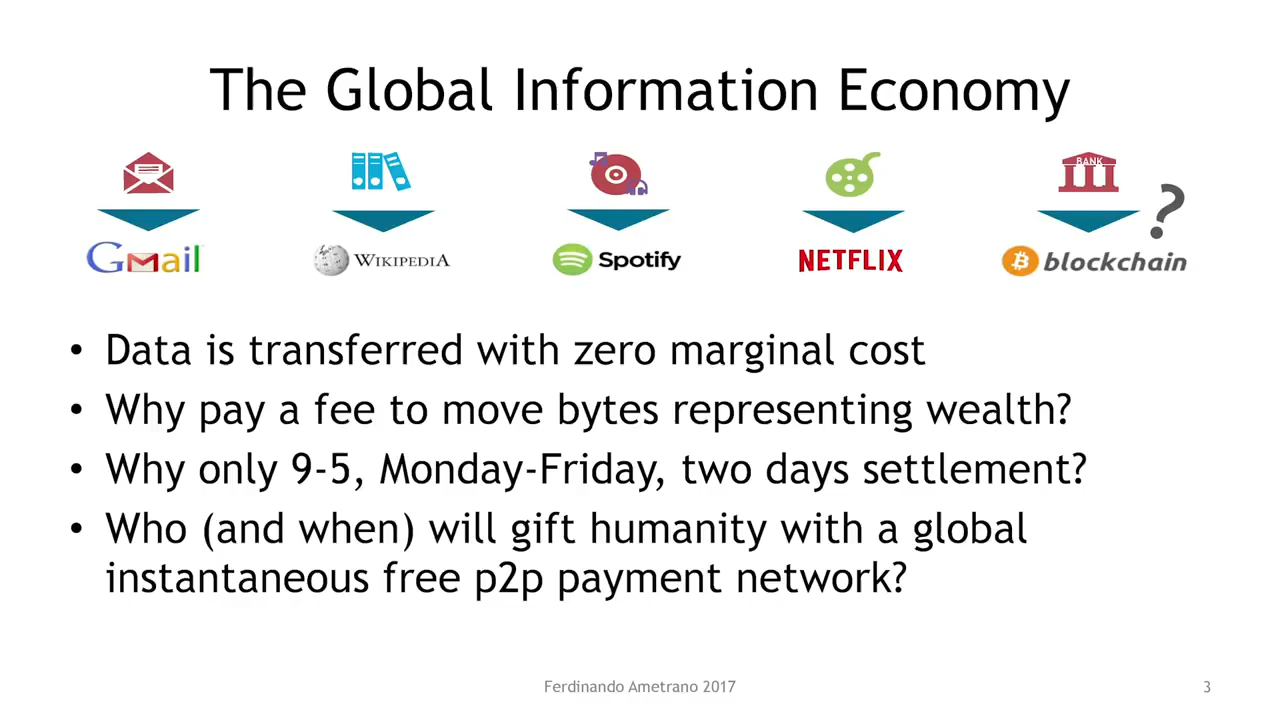 The Global Information Economy
BANK
?
Gmail
WIKIPEDIA
Spotify
NETFLIX
blockchain
• Data is transferred with zero marginal cost
• Why pay a fee to move bytes representing wealth?
• Why only 9-5, Monday-Friday, two days settlement?
• Who (and when) will gift humanity with a global
instantaneous free p2p payment network?
Ferdinando Ametrano 2017
3